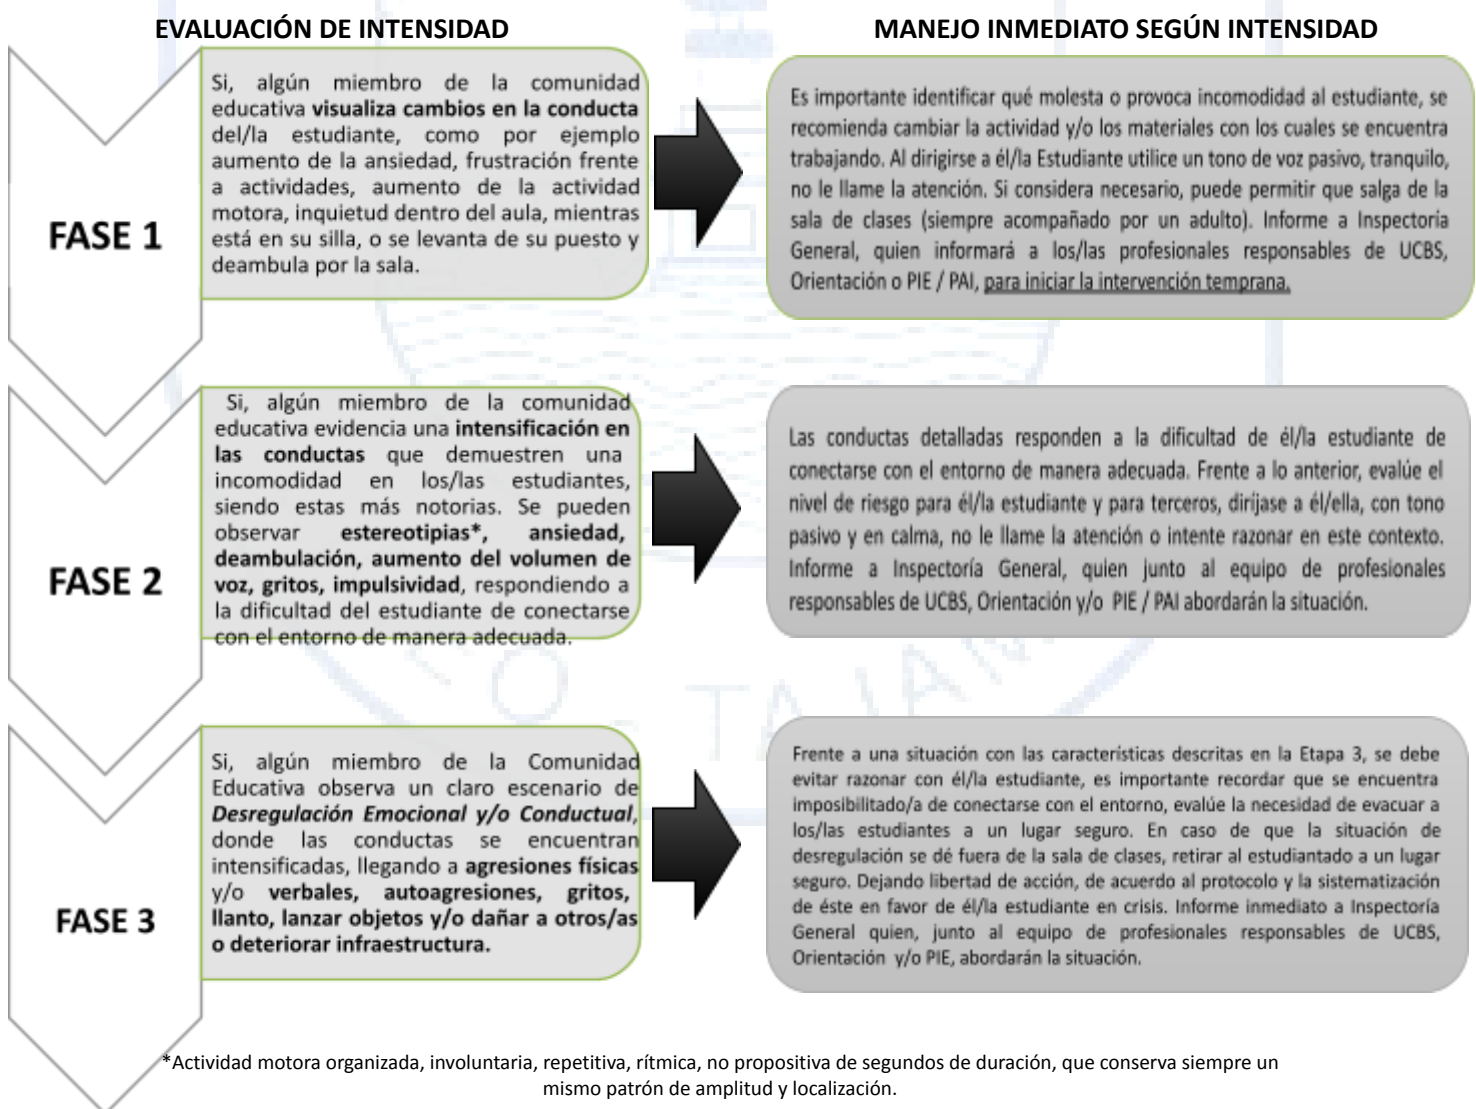 EVALUACIÓN DE INTENSIDAD
MANEJO INMEDIATO SEGÚN INTENSIDAD
FASE 1
Si, algún miembro de la comunidad
educativa visualiza cambios en la conducta
del/la estudiante, como por ejemplo
aumento de la ansiedad, frustración frente
a actividades, aumento de la actividad
motora, inquietud dentro del aula, mientras
está en su silla, o se levanta de su puesto y
deambula por la sala.
Es importante identificar qué molesta o provoca incomodidad al estudiante, se
recomienda cambiar la actividad y/o los materiales con los cuales se encuentra
trabajando. Al dirigirse a él/la Estudiante utilice un tono de voz pasivo, tranquilo,
no le llame la atención. Si considera necesario, puede permitir que salga de la
sala de clases (siempre acompañado por un adulto). Informe a Inspectoría
General, quien informará a los/las profesionales responsables de UCBS,
Orientación o PIE / PAI, para iniciar la intervención temprana.
FASE 2
Si, algún miembro de la comunidad
educativa evidencia una intensificación en
las conductas que demuestren una
incomodidad en los/las estudiantes,
siendo estas más notorias. Se pueden
observar estereotipias*, ansiedad,
deambulación, aumento del volumen de
voz, gritos, impulsividad, respondiendo a
la dificultad del estudiante de conectarse
con el entorno de manera adecuada.
Las conductas detalladas responden a la dificultad de él/la estudiante de
conectarse con el entorno de manera adecuada. Frente a lo anterior, evalúe el
nivel de riesgo para él/la estudiante y para terceros, diríjase a él/ella, con tono
pasivo y en calma, no le llame la atención o intente razonar en este contexto.
Informe a Inspectoría General, quien junto al equipo de profesionales
responsables de UCBS, Orientación y/o PIE / PAI abordarán la situación.
FASE 3
Si, algún miembro de la Comunidad
Educativa observa un claro escenario de
Desregulación Emocional y/o Conductual,
donde las conductas se encuentran
intensificadas, llegando a agresiones físicas
y/o verbales, autoagresiones, gritos,
llanto, lanzar objetos y/o dañar a otros/as
o deteriorar infraestructura.
Frente a una situación con las características descritas en la Etapa 3, se debe
evitar razonar con él/la estudiante, es importante recordar que se encuentra
imposibilitado/a de conectarse con el entorno, evalúe la necesidad de evacuar a
los/las estudiantes a un lugar seguro. En caso de que la situación de
desregulación se dé fuera de la sala de clases, retirar al estudiantado a un lugar
seguro. Dejando libertad de acción, de acuerdo al protocolo y la sistematización
de éste en favor de él/la estudiante en crisis. Informe inmediato a Inspectoría
General quien, junto al equipo de profesionales responsables de UCBS,
Orientación y/o PIE, abordarán la situación.
*Actividad motora organizada, involuntaria, repetitiva, rítmica, no propositiva de segundos de duración, que conserva siempre un
mismo patrón de amplitud y localización.